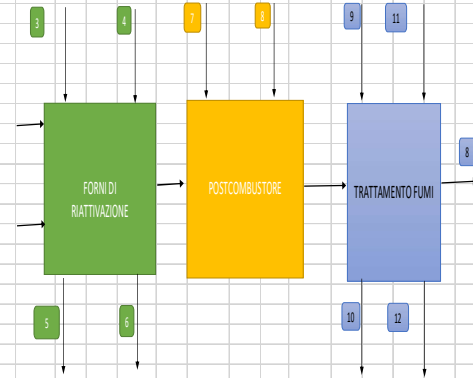 3
4
7
8
9
11
FORNI DI
RIATTIVAZIONE
POSTCOMBUSTORE
TRATTAMENTO FUMI
8
5
6
10
12